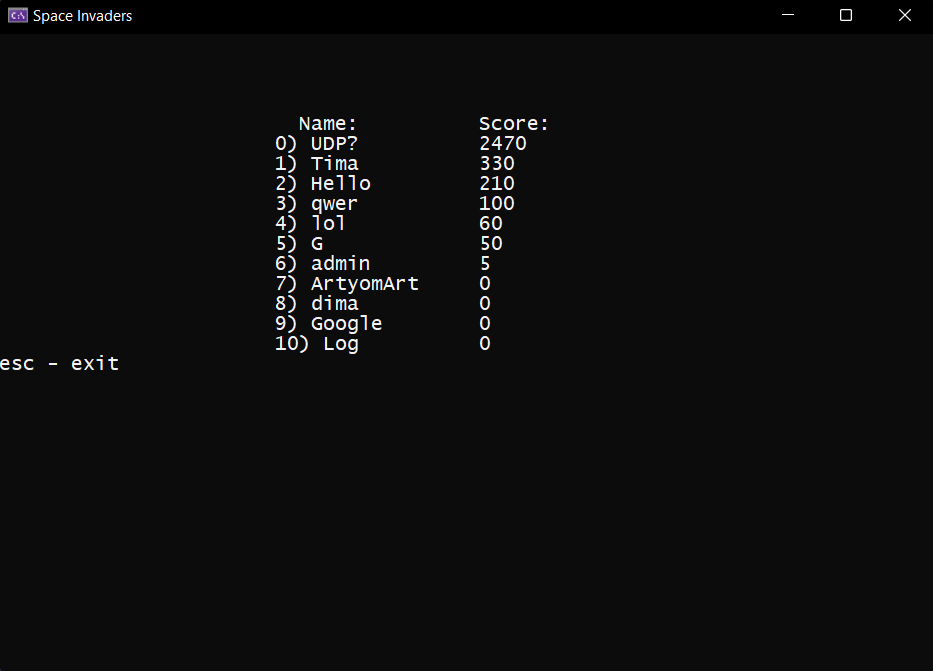 Space Invaders
Name: Score:
0) UDP? 2470
1) Tima 330
2) Hello 210
3) qwer 100
4) lol 60
5) G 50
6) admin 5
7) ArtyomArt 0
8) dima 0
9) Google 0
10) Log 0
esc - exit